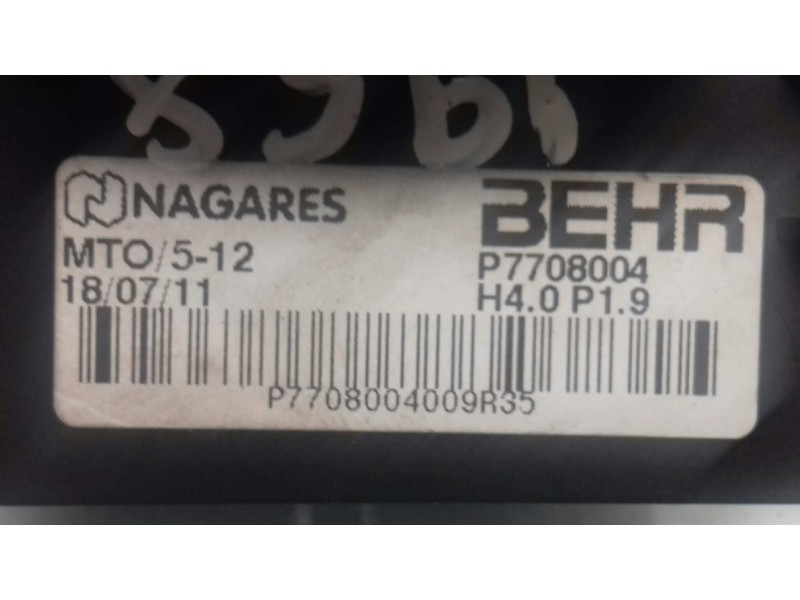 NAGARES BEHR
MTO/5-12 P7708004
18/07/11 H4.0 P1.9
P7708004009R35